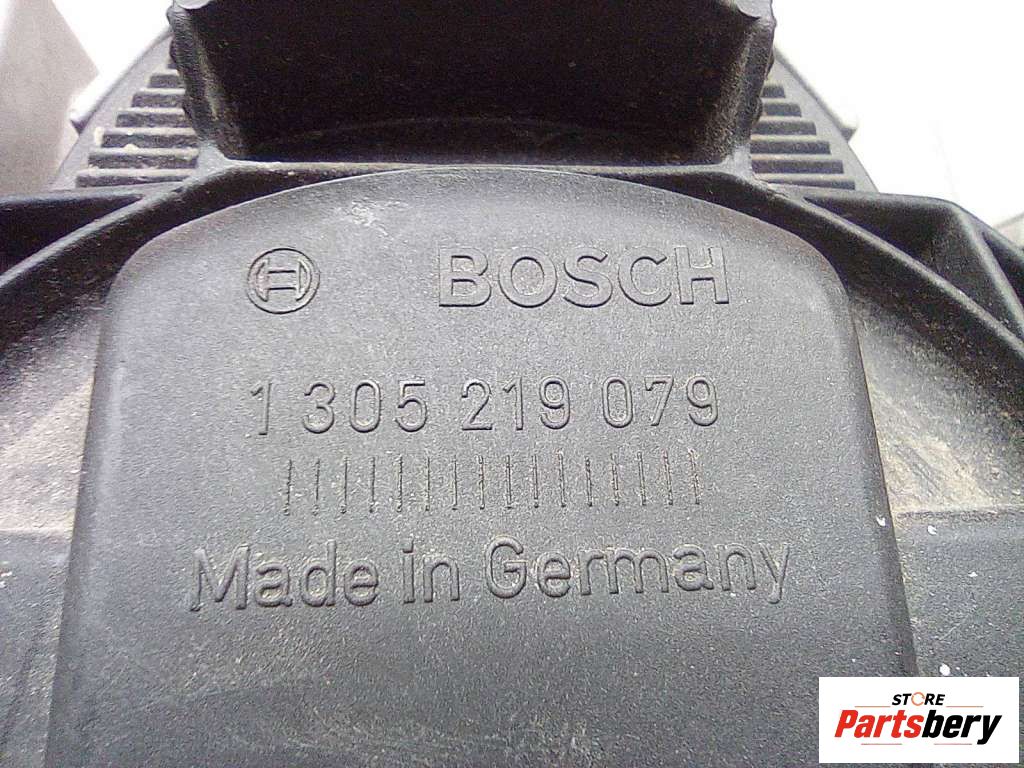 BOSCH
1 305 219 079
Made in Germany
STORE
Partsbery